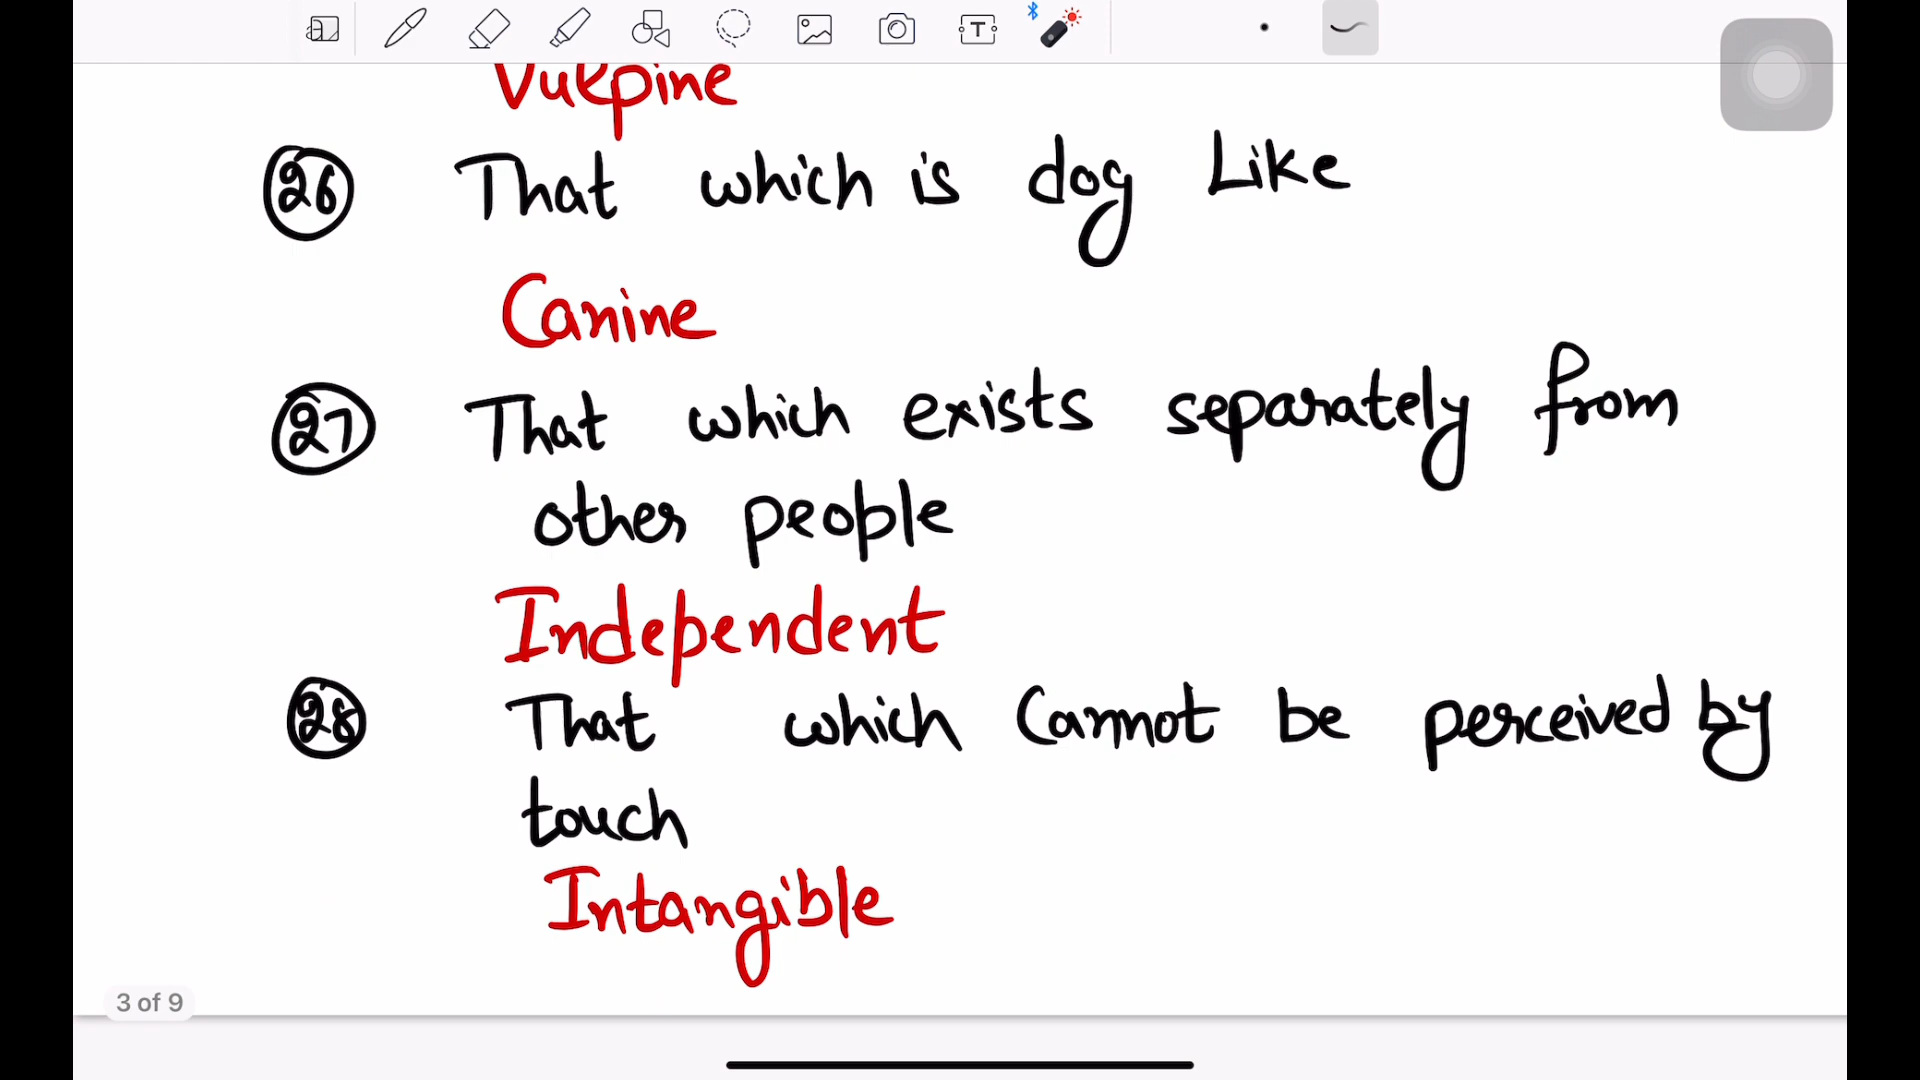 a
T
Vulpine
26 That which is dog Like
Canine
27 That which exists separately from
other people
Independent
28 That which Cannot be perceived by
touch
Intangible
3 of 9